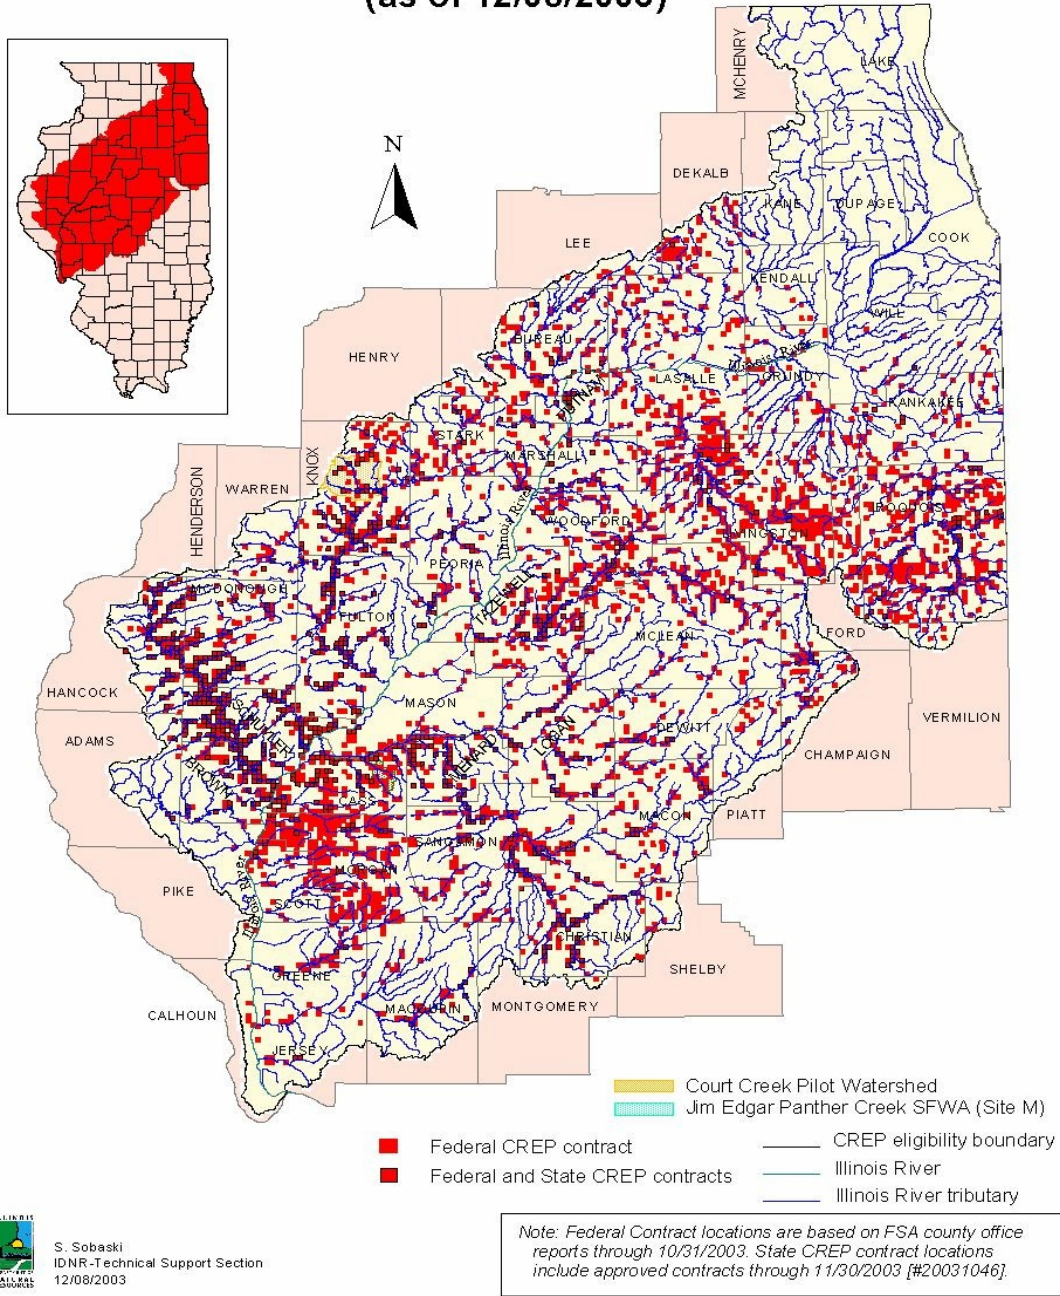 (as of 12/08/2003)
N
MCHENRY
LAKE
DEKALB
KANE
DUPAGE
LEE
COOK
KENDALL
WILL
HENRY
BUREAU
Illinois River
LASALLE
GRUNDY
PUTNAM
KANKAKEE
STARK
MARSHALL
KNOX
WARREN
HENDERSON
IROQUOIS
Illinois River
WOODFORD
LIVINGSTON
PEORIA
MCDONOUGH
TAZEWELL
FULTON
MCLEAN
FORD
HANCOCK
MASON
SCHUYLER
VERMILION
ADAMS
LOGAN
DEWITT
MENARD
CHAMPAIGN
BROWN
CASS
MACON
PIATT
SANGAMON
MORGAN
PIKE
Illinois River
SCOTT
CHRISTIAN
GREENE
SHELBY
CALHOUN
MACOUPIN
MONTGOMERY
JERSEY
Court Creek Pilot Watershed
Jim Edgar Panther Creek SFWA (Site M)
Federal CREP contract
Federal and State CREP contracts
CREP eligibility boundary
Illinois River
Illinois River tributary
S. Sobaski
IDNR-Technical Support Section
12/08/2003
Note: Federal Contract locations are based on FSA county office
reports through 10/31/2003. State CREP contract locations
include approved contracts through 11/30/2003 [#20031046].